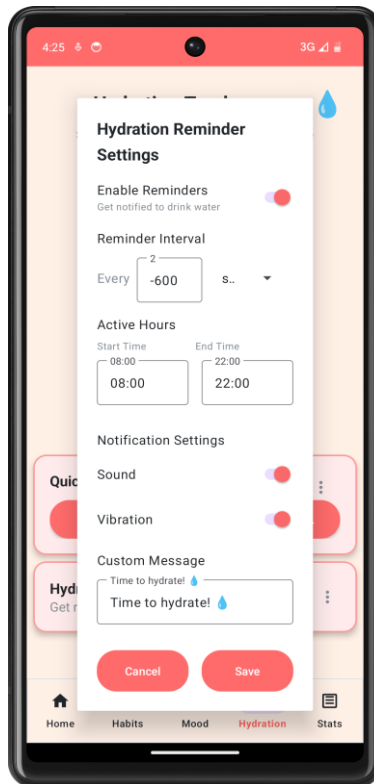 4:25
3G
Hydration Reminder
Settings
Enable Reminders
Get notified to drink water
Reminder Interval
Every
2
-600
s..
Active Hours
Start Time
End Time
08:00
22:00
08:00
22:00
Notification Settings
Sound
Vibration
Custom Message
Time to hydrate! 💧
Time to hydrate! 💧
Cancel
Save
Home
Habits
Mood
Hydration
Stats